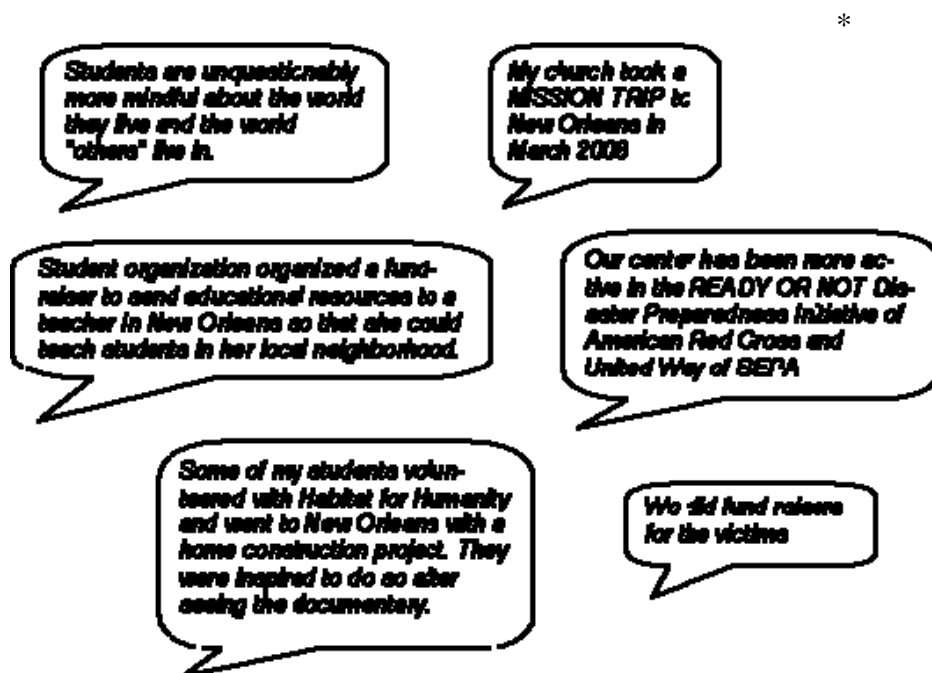 *
Students are unquestionably
more mindful about the world
they live and the world
"others" live in.
My church took a
MISSION TRIP to
New Orleans in
March 2008
Student organization organized a fund-
raiser to send educational resources to a
teacher in New Orleans so that she could
teach students in her local neighborhood.
Our center has been more ac-
tive in the READY OR NOT Dis-
aster Preparedness Initiative of
American Red Cross and
United Way of SEPA
Some of my students volun-
teered with Habitat for Humanity
and went to New Orleans with a
home construction project. They
were inspired to do so after
seeing the documentary.
We did fund raisers
for the victims